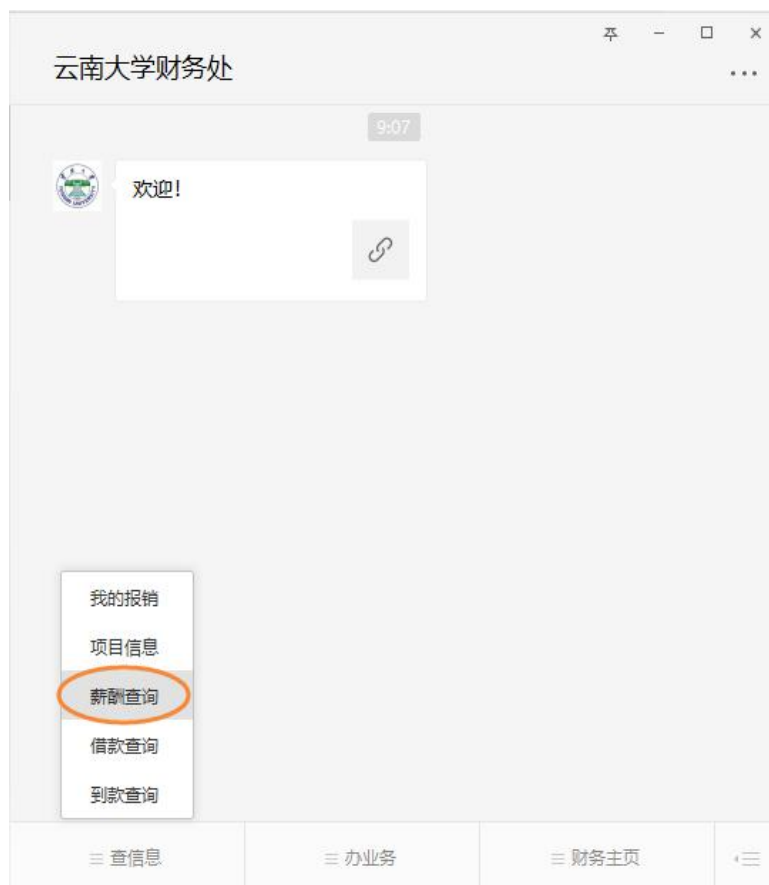 云南大学财务处
9:07
欢迎!
我的报销
项目信息
薪酬查询
借款查询
到款查询
查信息
办业务
财务主页